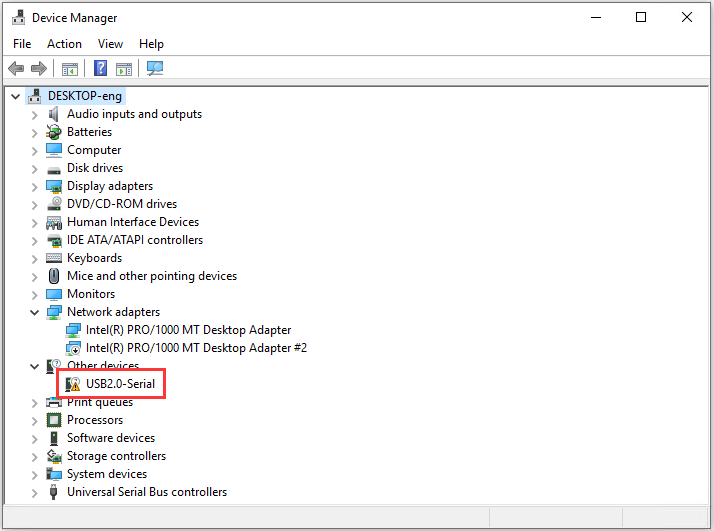 Device Manager
File Action View Help
DESKTOP-eng
Audio inputs and outputs
Batteries
Computer
Disk drives
Display adapters
DVD/CD-ROM drives
Human Interface Devices
IDE ATA/ATAPI controllers
Keyboards
Mice and other pointing devices
Monitors
Network adapters
Intel(R) PRO/1000 MT Desktop Adapter
Intel(R) PRO/1000 MT Desktop Adapter #2
Other devices
USB2.0-Serial
Print queues
Processors
Software devices
Storage controllers
System devices
Universal Serial Bus controllers